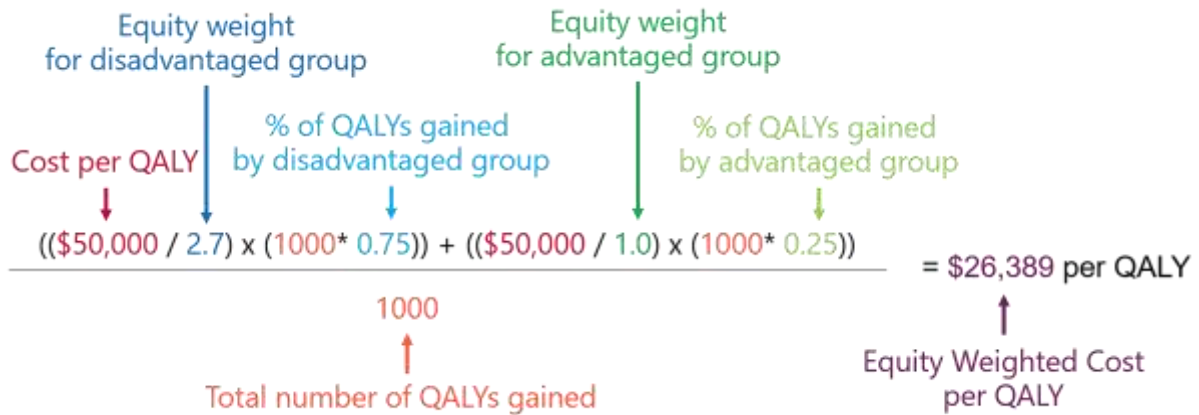 Equity weight
for disadvantaged group
Equity weight
for advantaged group
% of QALYs gained
by disadvantaged group
% of QALYs gained
by advantaged group
Cost per QALY
(($50,000 / 2.7) x (1000* 0.75)) + (($50,000 / 1.0) x (1000* 0.25))
= $26,389 per QALY
1000
Total number of QALYs gained
Equity Weighted Cost
per QALY